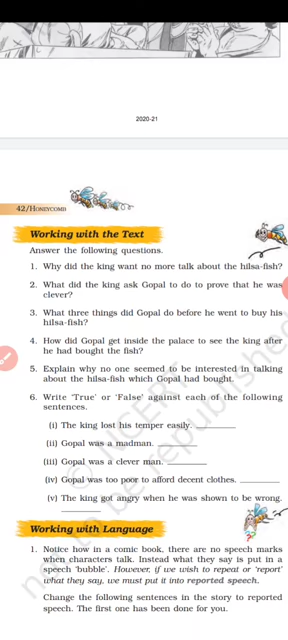 2020-21
42/HONEYCOMB
Working with the Text
Answer the following questions.
1. Why did the king want no more talk about the hilsa-fish?
2. What did the king ask Gopal to do to prove that he was
clever?
3. What three things did Gopal do before he went to buy his
hilsa-fish?
4. How did Gopal get inside the palace to see the king after
he had bought the fish?
5. Explain why no one seemed to be interested in talking
about the hilsa-fish which Gopal had bought.
6. Write 'True' or 'False' against each of the following
sentences.
(i) The king lost his temper easily. ________
(ii) Gopal was a madman. ________
(iii) Gopal was a clever man. ________
(iv) Gopal was too poor to afford decent clothes. ________
(v) The king got angry when he was shown to be wrong.
________
Working with Language
1. Notice how in a comic book, there are no speech marks
when characters talk. Instead what they say is put in a
speech 'bubble'. However, if we wish to repeat or 'report'
what they say, we must put it into reported speech.
Change the following sentences in the story to reported
speech. The first one has been done for you.
© NCERT
not to be republished